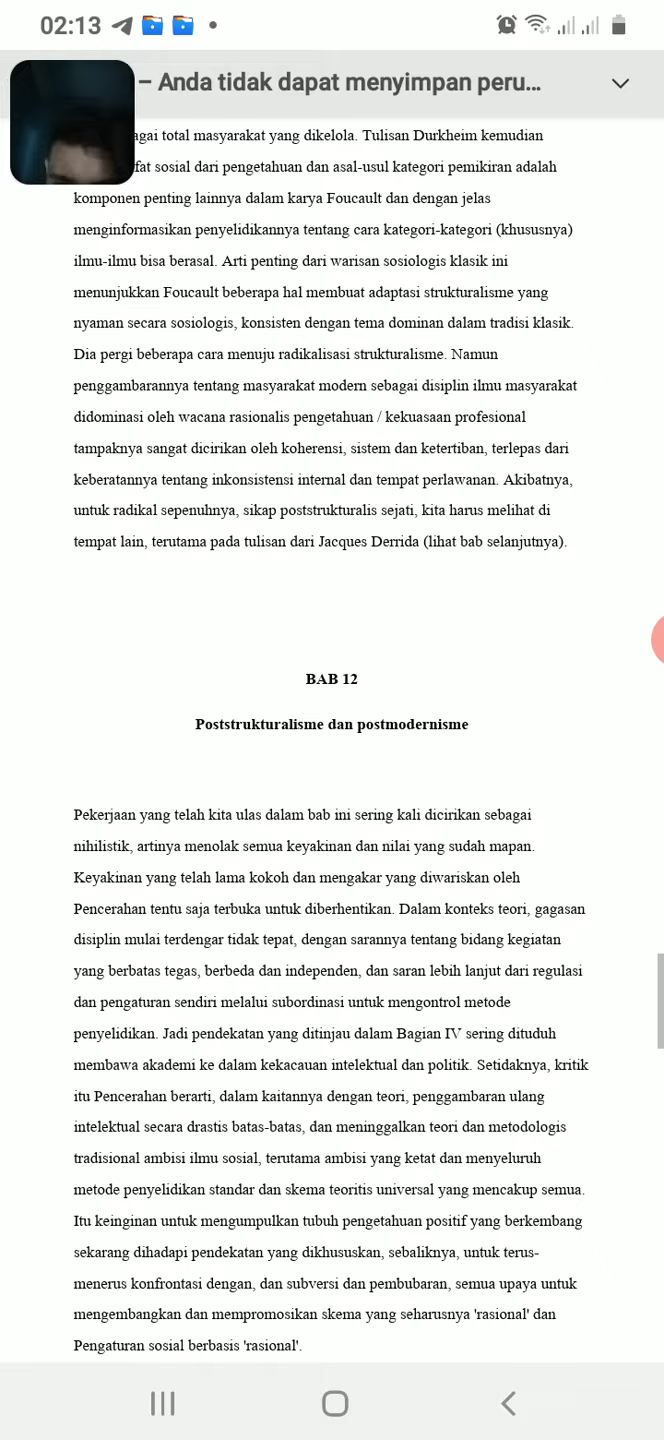 02:13
– Anda tidak dapat menyimpan peru...
agai total masyarakat yang dikelola. Tulisan Durkheim kemudian
fat sosial dari pengetahuan dan asal-usul kategori pemikiran adalah
komponen penting lainnya dalam karya Foucault dan dengan jelas
menginformasikan penyelidikannya tentang cara kategori-kategori (khususnya)
ilmu-ilmu bisa berasal. Arti penting dari warisan sosiologis klasik ini
menunjukkan Foucault beberapa hal membuat adaptasi strukturalisme yang
nyaman secara sosiologis, konsisten dengan tema dominan dalam tradisi klasik.
Dia pergi beberapa cara menuju radikalisasi strukturalisme. Namun
penggambarannya tentang masyarakat modern sebagai disiplin ilmu masyarakat
didominasi oleh wacana rasionalis pengetahuan / kekuasaan profesional
tampaknya sangat dicirikan oleh koherensi, sistem dan ketertiban, terlepas dari
keberatannya tentang inkonsistensi internal dan tempat perlawanan. Akibatnya,
untuk radikal sepenuhnya, sikap poststrukturalis sejati, kita harus melihat di
tempat lain, terutama pada tulisan dari Jacques Derrida (lihat bab selanjutnya).
BAB 12
Poststrukturalisme dan postmodernisme
Pekerjaan yang telah kita ulas dalam bab ini sering kali dicirikan sebagai
nihilistik, artinya menolak semua keyakinan dan nilai yang sudah mapan.
Keyakinan yang telah lama kokoh dan mengakar yang diwariskan oleh
Pencerahan tentu saja terbuka untuk diberhentikan. Dalam konteks teori, gagasan
disiplin mulai terdengar tidak tepat, dengan sarannya tentang bidang kegiatan
yang berbatas tegas, berbeda dan independen, dan saran lebih lanjut dari regulasi
dan pengaturan sendiri melalui subordinasi untuk mengontrol metode
penyelidikan. Jadi pendekatan yang ditinjau dalam Bagian IV sering dituduh
membawa akademi ke dalam kekacauan intelektual dan politik. Setidaknya, kritik
itu Pencerahan berarti, dalam kaitannya dengan teori, penggambaran ulang
intelektual secara drastis batas-batas, dan meninggalkan teori dan metodologis
tradisional ambisi ilmu sosial, terutama ambisi yang ketat dan menyeluruh
metode penyelidikan standar dan skema teoritis universal yang mencakup semua.
Itu keinginan untuk mengumpulkan tubuh pengetahuan positif yang berkembang
sekarang dihadapi pendekatan yang dikhususkan, sebaliknya, untuk terus-
menerus konfrontasi dengan, dan subversi dan pembubaran, semua upaya untuk
mengembangkan dan mempromosikan skema yang seharusnya 'rasional' dan
Pengaturan sosial berbasis 'rasional'.